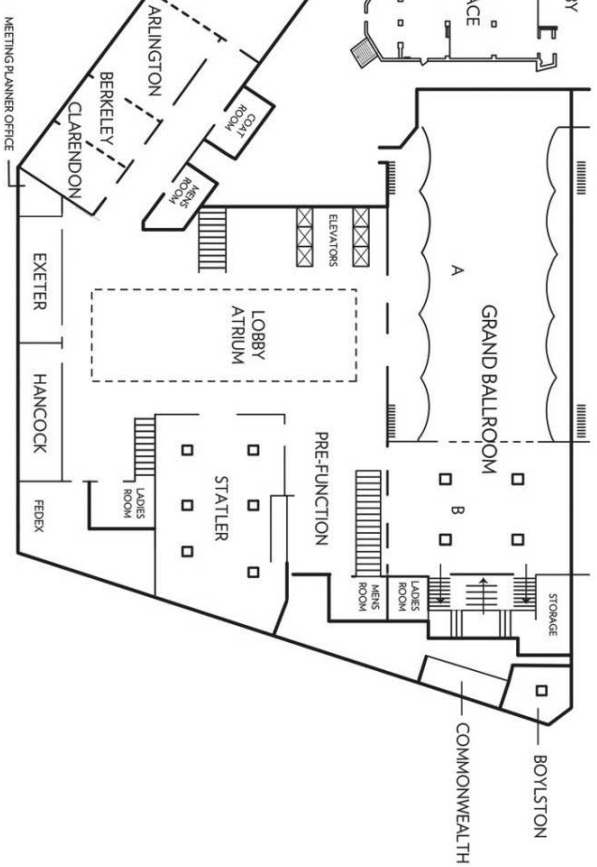 BY
ACE
ARLINGTON
BERKELEY
CLARENDON
MEETING PLANNER OFFICE
COAT
ROOM
MENS
ROOM
ELEVATORS
A
GRAND BALLROOM
B
EXETER
LOBBY
ATRIUM
HANCOCK
PRE-FUNCTION
STATLER
LADIES
ROOM
FEDEX
MENS
ROOM
LADIES
ROOM
STORAGE
COMMONWEALTH
BOYLSTON